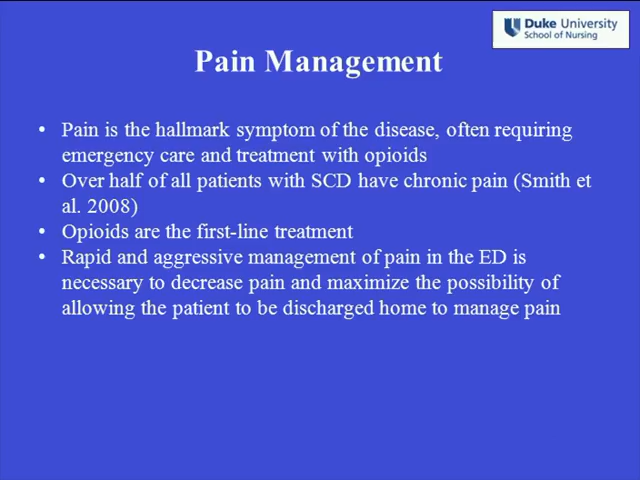 Duke University
School of Nursing
Pain Management
• Pain is the hallmark symptom of the disease, often requiring
emergency care and treatment with opioids
• Over half of all patients with SCD have chronic pain (Smith et
al. 2008)
• Opioids are the first-line treatment
• Rapid and aggressive management of pain in the ED is
necessary to decrease pain and maximize the possibility of
allowing the patient to be discharged home to manage pain